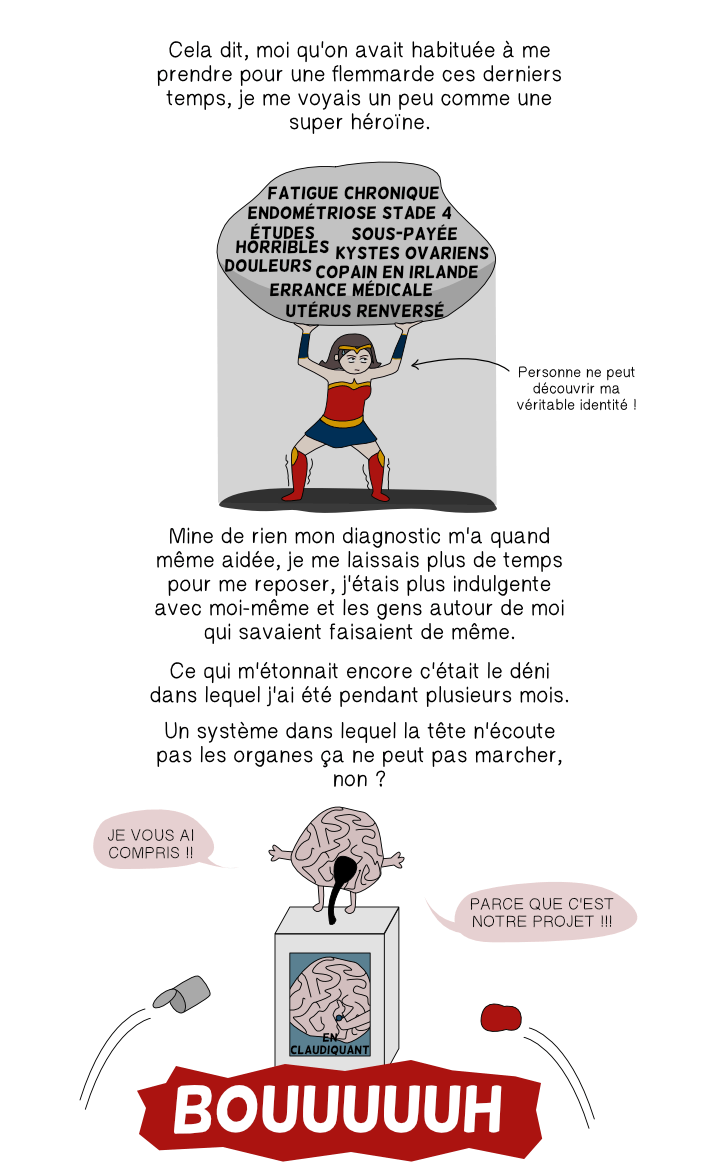 Cela dit, moi qu'on avait habituée à me
prendre pour une flemmarde ces derniers
temps, je me voyais un peu comme une
super héroïne.
FATIGUE CHRONIQUE
ENDOMÉTRIOSE STADE 4
ÉTUDES SOUS-PAYÉE
HORRIBLES KYSTES OVARIENS
DOULEURS COPAIN EN IRLANDE
ERRANCE MÉDICALE
UTÉRUS RENVERSÉ
Personne ne peut
découvrir ma
véritable identité !
Mine de rien mon diagnostic m'a quand
même aidée, je me laissais plus de temps
pour me reposer, j'étais plus indulgente
avec moi-même et les gens autour de moi
qui savaient faisaient de même.
Ce qui m'étonnait encore c'était le déni
dans lequel j'ai été pendant plusieurs mois.
Un système dans lequel la tête n'écoute
pas les organes ça ne peut pas marcher,
non ?
JE VOUS AI
COMPRIS !!
PARCE QUE C'EST
NOTRE PROJET !!!
EN
CLAUDIQUANT
BOUUUUUH